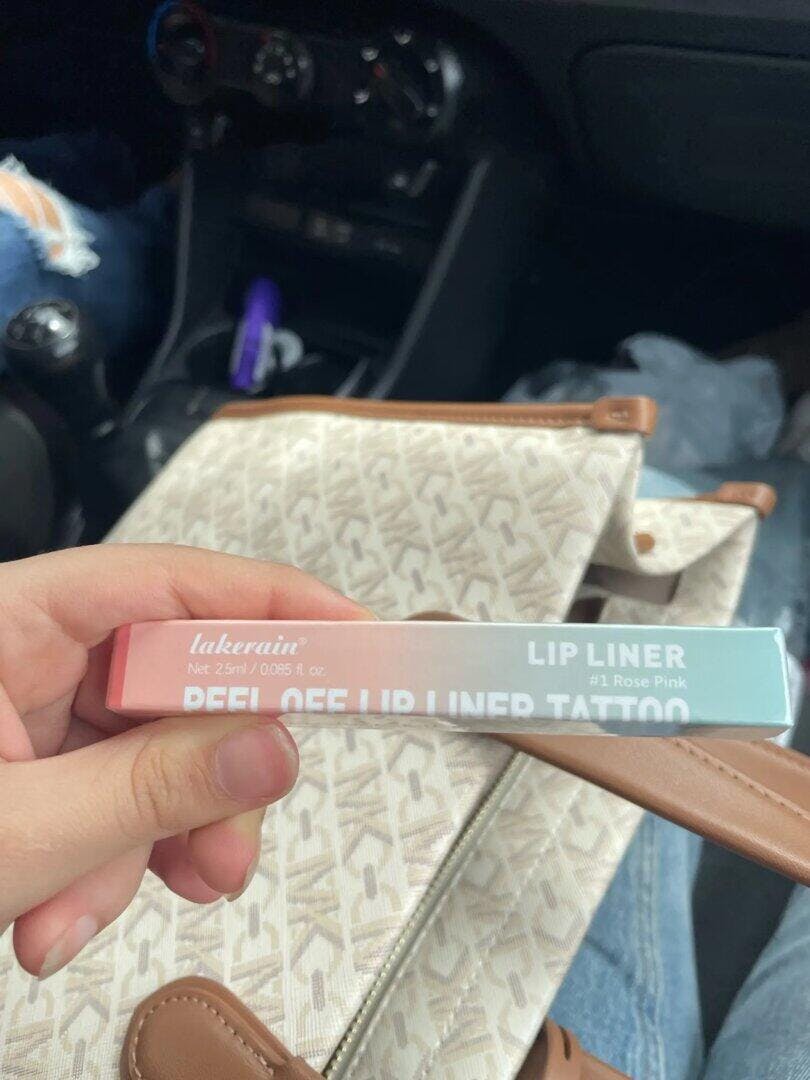 lakerain®
Net: 2.5ml / 0.085 fl. oz.
LIP LINER
#1 Rose Pink
PEEL OFF LIP LINER TATTOO